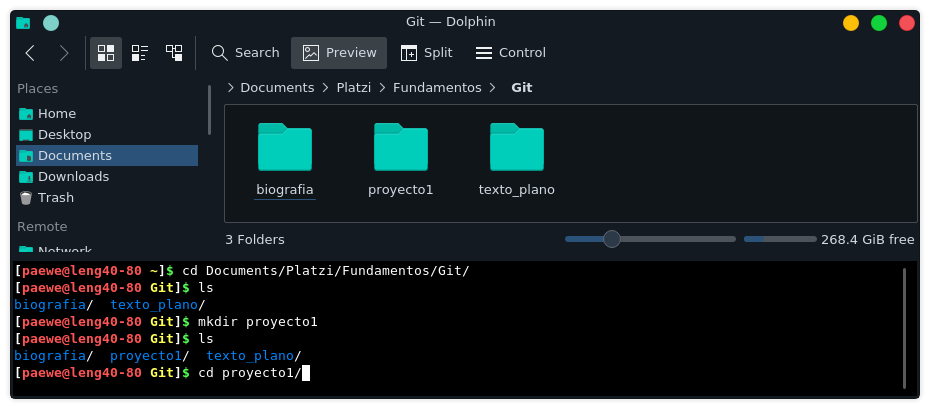 Git — Dolphin
Search Preview Split Control
Places
Home
Desktop
Documents
Downloads
Trash
Remote
Network
> Documents > Platzi > Fundamentos > Git
biografia proyecto1 texto_plano
3 Folders 268.4 GiB free
[paewe@leng40-80 ~]$ cd Documents/Platzi/Fundamentos/Git/
[paewe@leng40-80 Git]$ ls
biografia/ texto_plano/
[paewe@leng40-80 Git]$ mkdir proyecto1
[paewe@leng40-80 Git]$ ls
biografia/ proyecto1/ texto_plano/
[paewe@leng40-80 Git]$ cd proyecto1/